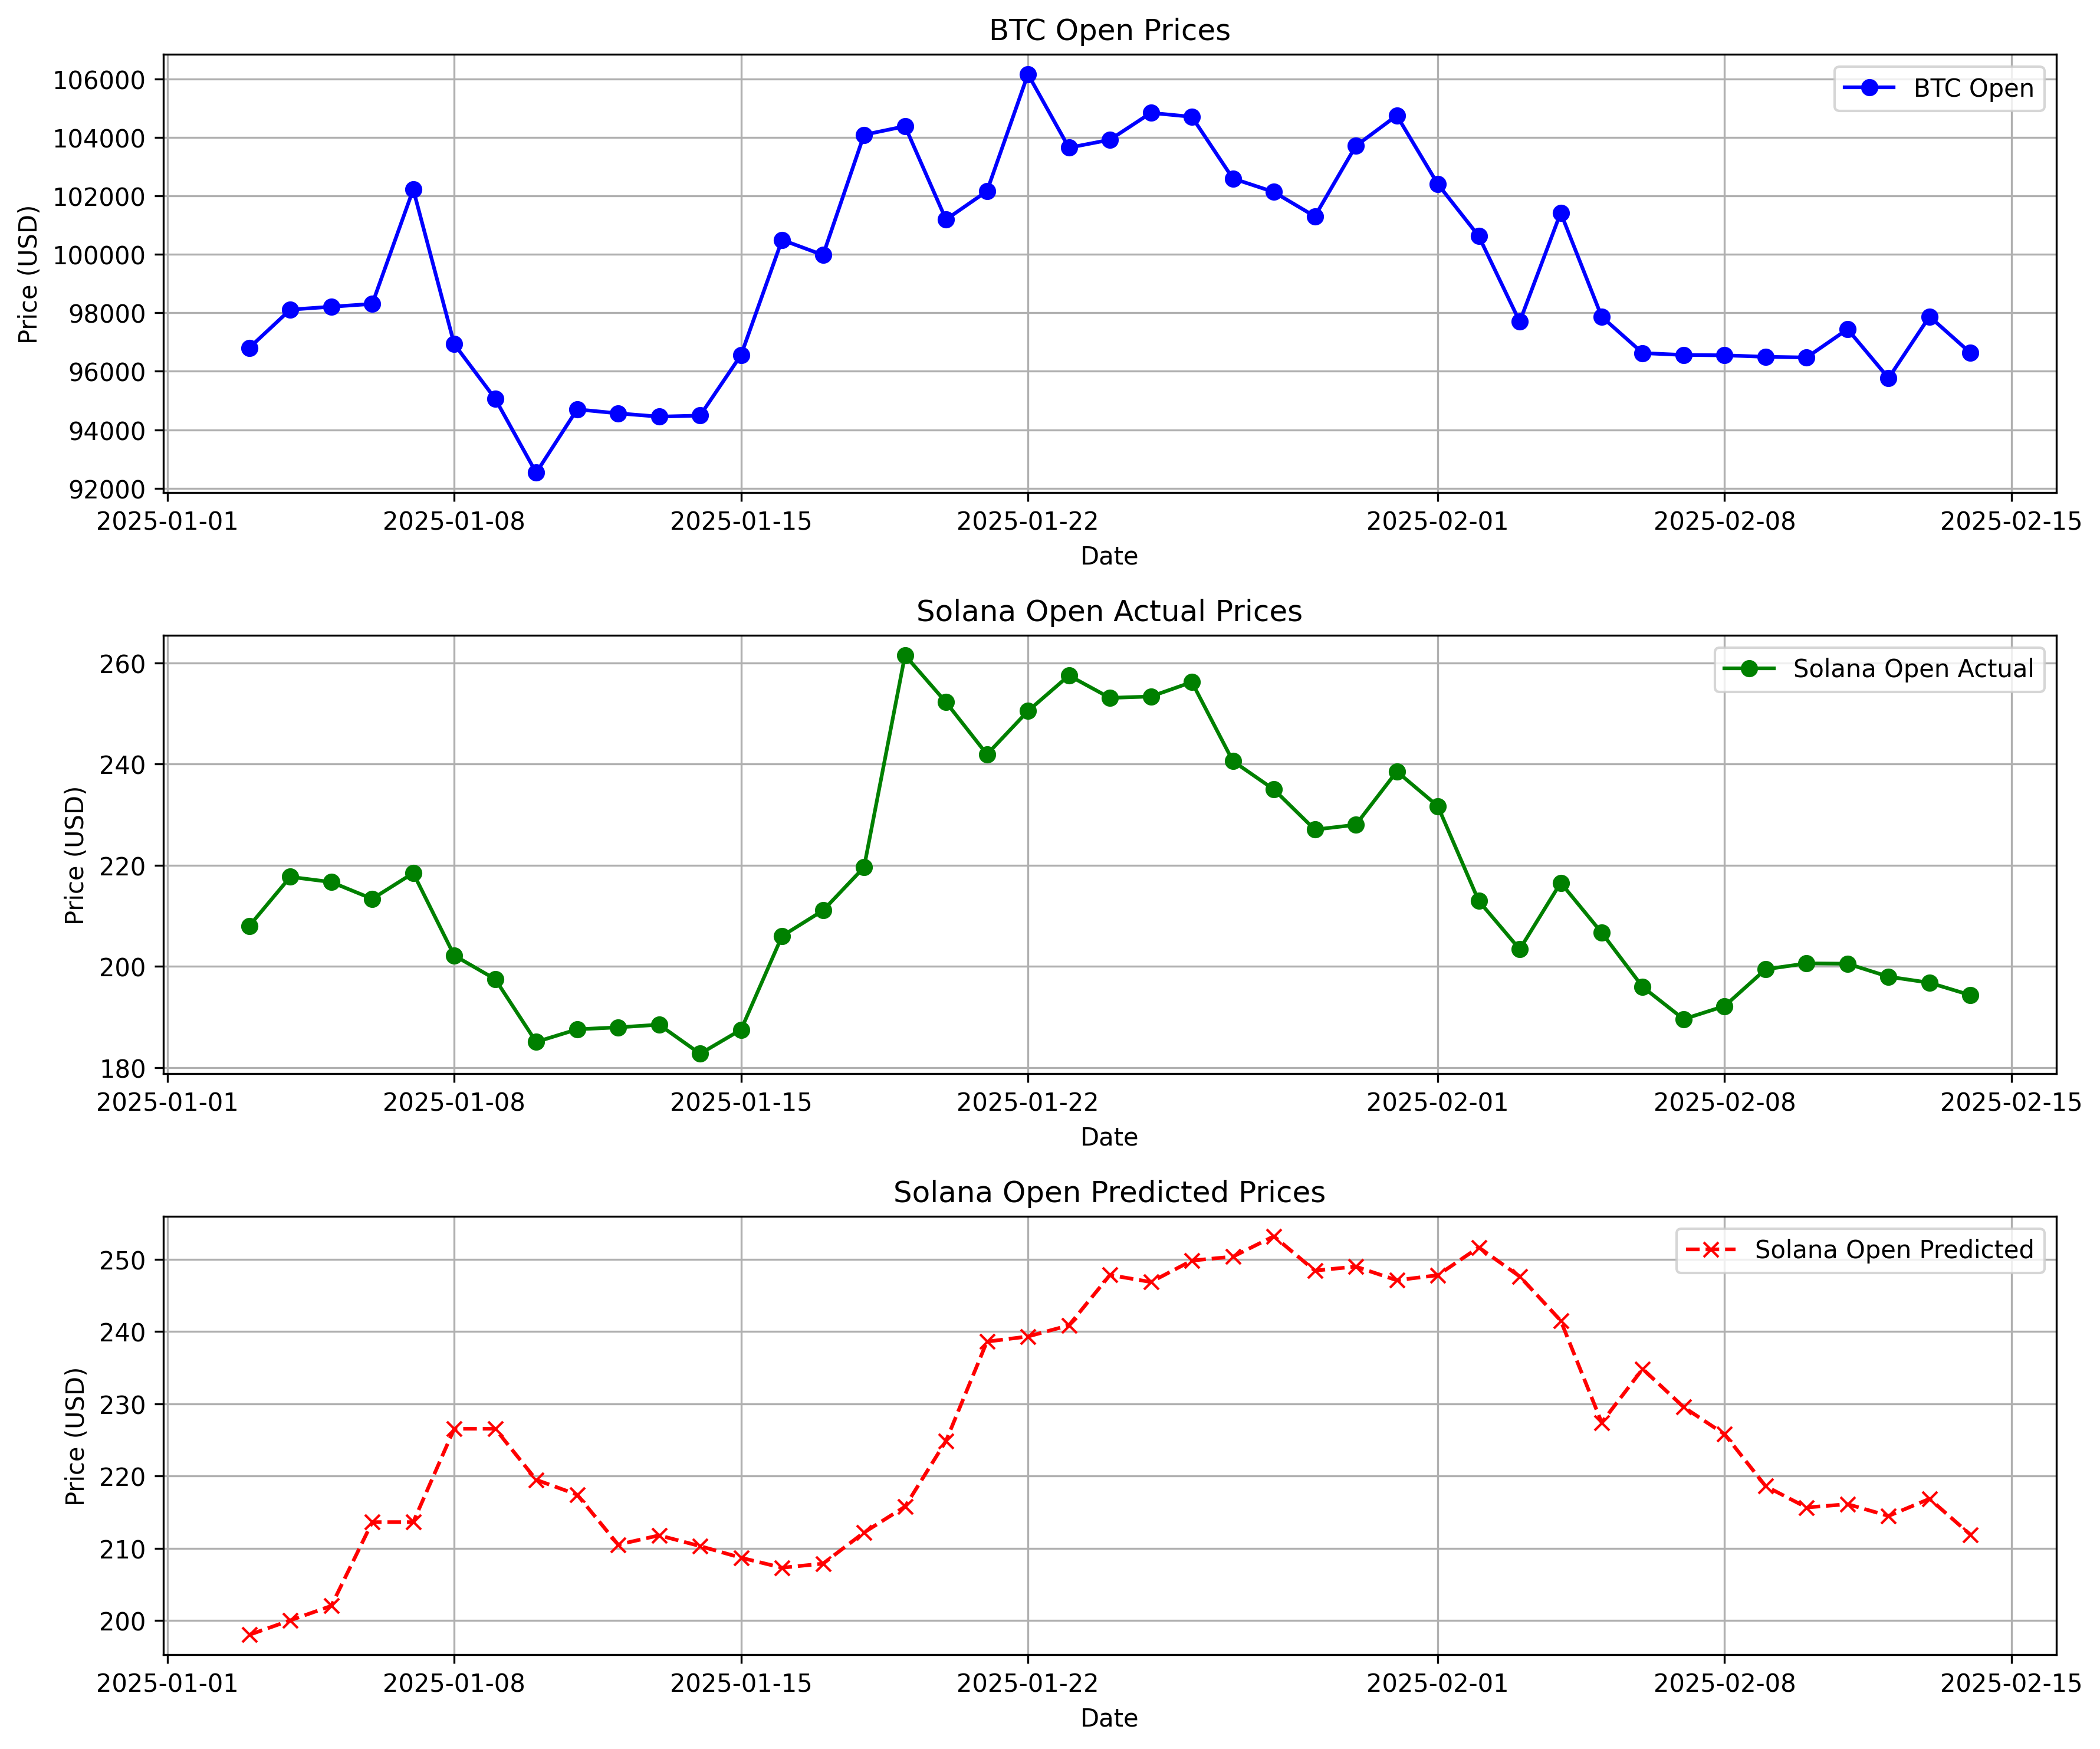 BTC Open Prices
106000
104000
102000
100000
98000
96000
94000
92000
Price (USD)
BTC Open
2025-01-01 2025-01-08 2025-01-15 2025-01-22 2025-02-01 2025-02-08 2025-02-15
Date
Solana Open Actual Prices
260
240
220
200
180
Price (USD)
Solana Open Actual
2025-01-01 2025-01-08 2025-01-15 2025-01-22 2025-02-01 2025-02-08 2025-02-15
Date
Solana Open Predicted Prices
250
240
230
220
210
200
Price (USD)
Solana Open Predicted
2025-01-01 2025-01-08 2025-01-15 2025-01-22 2025-02-01 2025-02-08 2025-02-15
Date